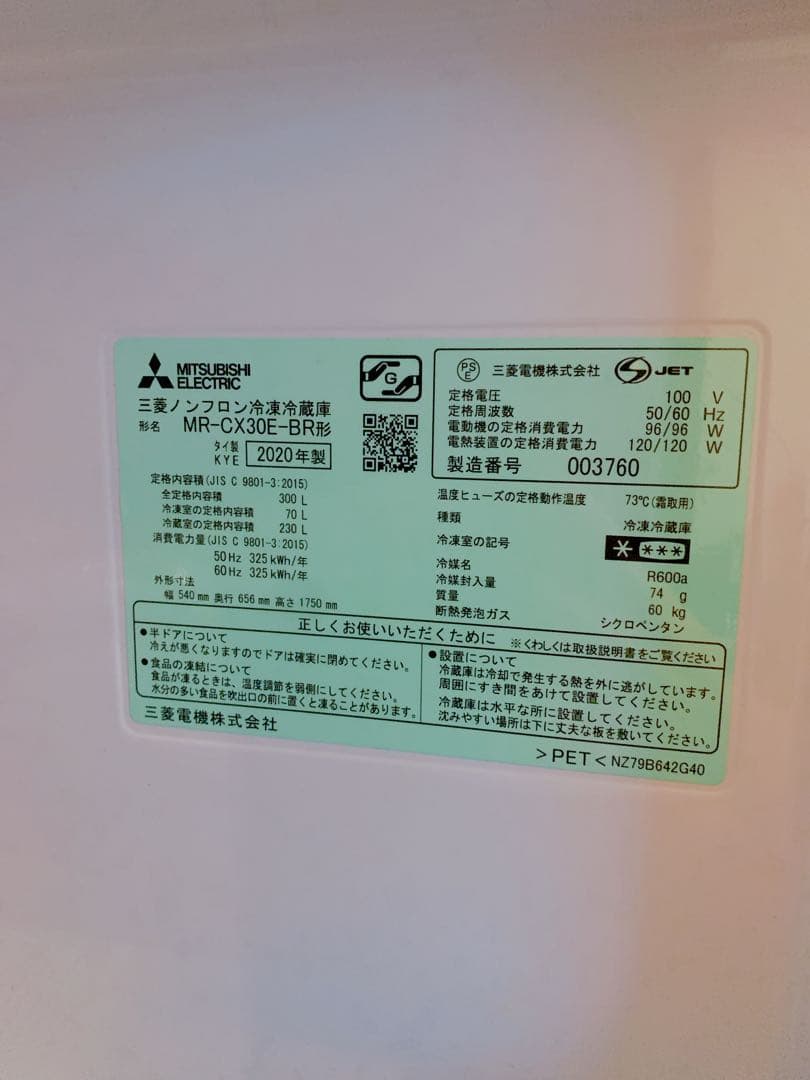 MITSUBISHI
ELECTRIC
G
三菱ノンフロン冷凍冷蔵庫
形名 MR-CX30E-BR形
タイ製
KYE 2020年製
定格内容積(JIS C 9801-3:2015)
全定格内容積 300 L
冷凍室の定格内容積 70 L
冷蔵室の定格内容積 230 L
消費電力量(JIS C 9801-3:2015)
50Hz 325kWh/年
60Hz 325kWh/年
外形寸法
幅 540mm 奥行 656mm 高さ 1750mm
PSE 三菱電機株式会社 JET
定格電圧 100 V
定格周波数 50/60 Hz
電動機の定格消費電力 96/96 W
電熱装置の定格消費電力 120/120 W
製造番号 003760
温度ヒューズの定格動作温度 73℃(霜取用)
種類 冷凍冷蔵庫
冷凍室の記号 ****
冷媒名 R600a
冷媒封入量 74 g
質量 60 kg
断熱発泡ガス シクロペンタン
正しくお使いいただくために ※くわしくは取扱説明書をご覧ください
●半ドアについて
冷えが悪くなりますのでドアは確実に閉めてください。
●食品の凍結について
食品が凍るときは、温度調節を弱側にしてください。
水分の多い食品を吹出口の前に置くと凍ることがあります。
●設置について
冷蔵庫は冷却で発生する熱を外に逃がしています。
周囲にすき間をあけて設置してください。
冷蔵庫は水平な所に設置してください。
沈みやすい場所は下に丈夫な板を敷いてください。
三菱電機株式会社
>PET< NZ79B642G40